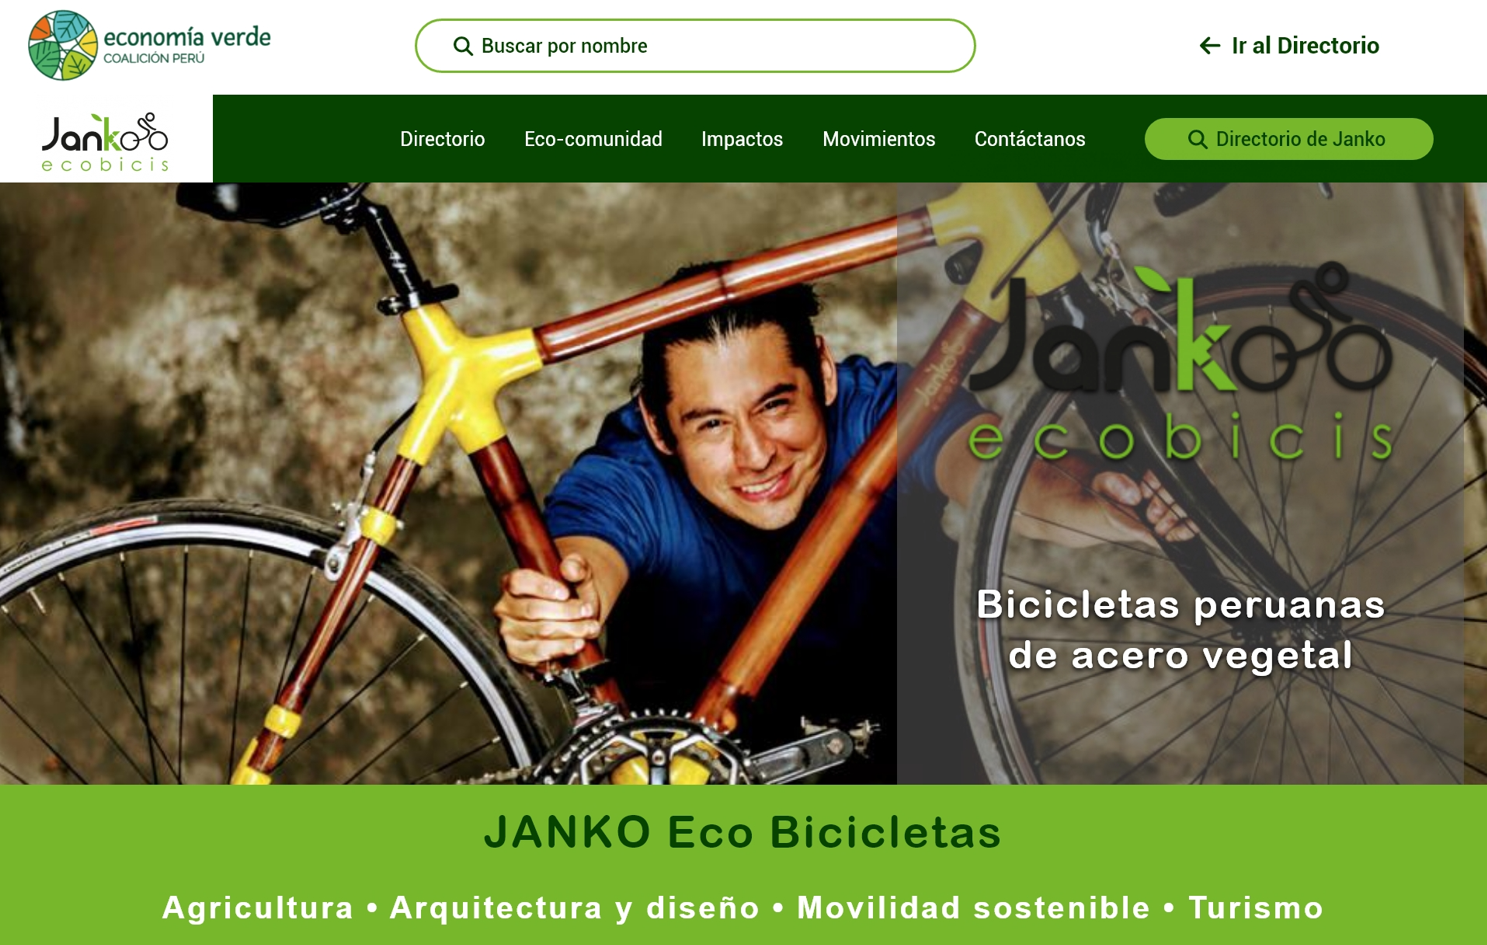 economía verde
COALICIÓN PERÚ
Buscar por nombre
Ir al Directorio
Janko
ecobicis
Directorio
Eco-comunidad
Impactos
Movimientos
Contáctanos
Directorio de Janko
Janko
Janko
ecobicis
Bicicletas peruanas
de acero vegetal
JANKO Eco Bicicletas
Agricultura • Arquitectura y diseño • Movilidad sostenible • Turismo